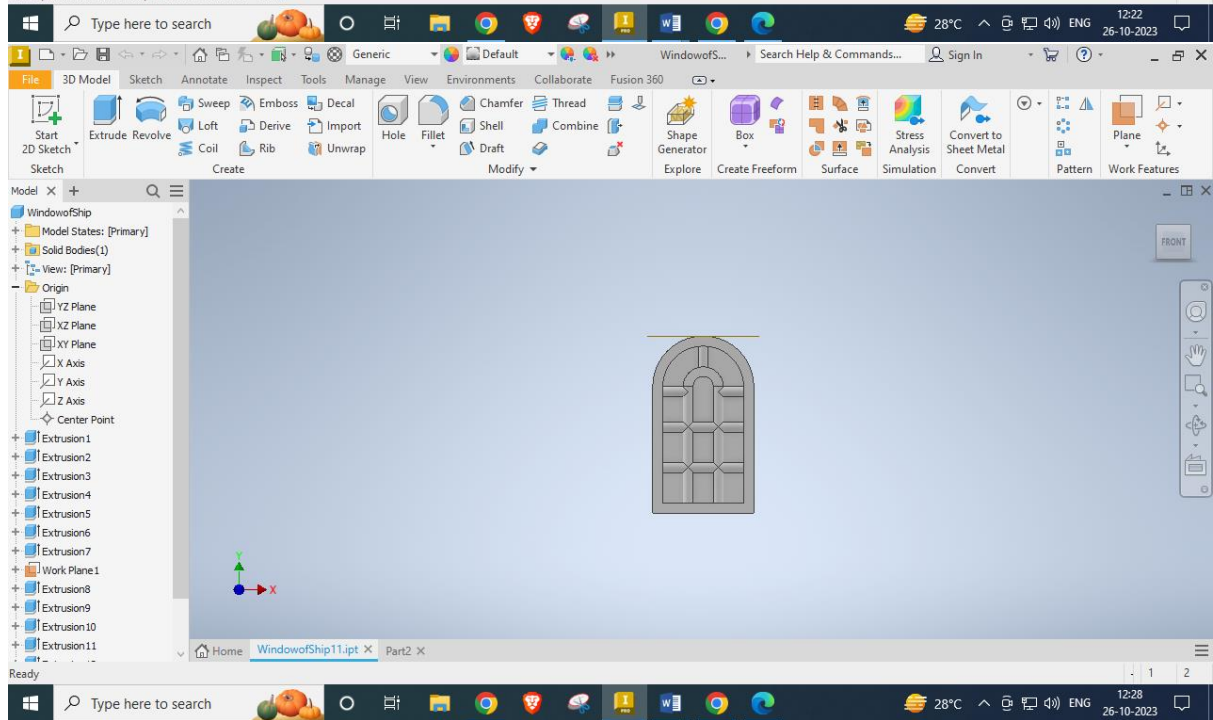 Type here to search
28°C
ENG
12:22
26-10-2023
I
Generic
Default
WindowofS...
Search Help & Commands...
Sign In
File 3D Model Sketch Annotate Inspect Tools Manage View Environments Collaborate Fusion 360
Start
2D Sketch
Extrude
Revolve
Sweep Emboss Decal
Loft Derive Import
Coil Rib Unwrap
Hole
Fillet
Chamfer Thread
Shell Combine
Draft
Shape
Generator
Box
Stress
Analysis
Convert to
Sheet Metal
Plane
Sketch Create Modify Explore Create Freeform Surface Simulation Convert Pattern Work Features
Model
WindowofShip
Model States: [Primary]
Solid Bodies(1)
View: [Primary]
Origin
YZ Plane
XZ Plane
XY Plane
X Axis
Y Axis
Z Axis
Center Point
Extrusion1
Extrusion2
Extrusion3
Extrusion4
Extrusion5
Extrusion6
Extrusion7
Work Plane1
Extrusion8
Extrusion9
Extrusion10
Extrusion11
FRONT
Y
X
Home WindowofShip11.ipt Part2
Ready
1 2
Type here to search
28°C
ENG
12:28
26-10-2023